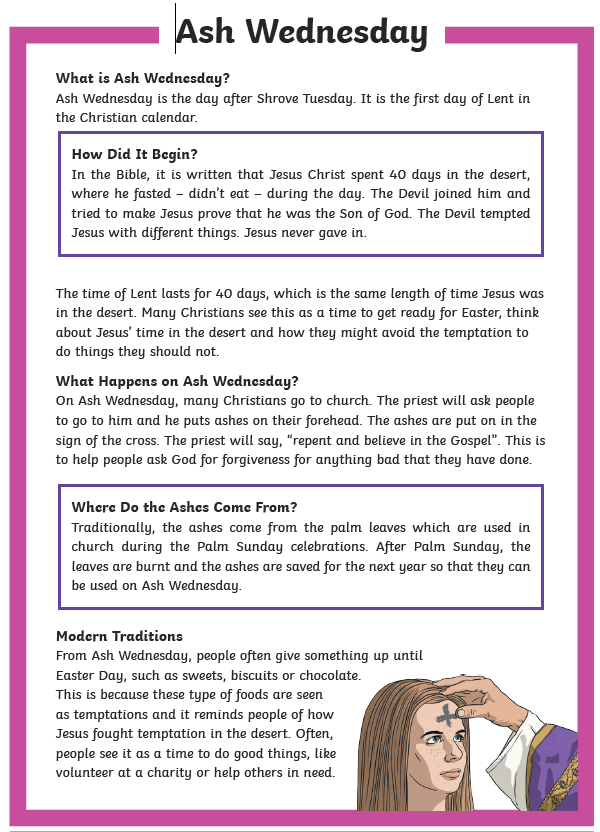 Ash Wednesday
What is Ash Wednesday?
Ash Wednesday is the day after Shrove Tuesday. It is the first day of Lent in
the Christian calendar.
How Did It Begin?
In the Bible, it is written that Jesus Christ spent 40 days in the desert,
where he fasted – didn’t eat – during the day. The Devil joined him and
tried to make Jesus prove that he was the Son of God. The Devil tempted
Jesus with different things. Jesus never gave in.
The time of Lent lasts for 40 days, which is the same length of time Jesus was
in the desert. Many Christians see this as a time to get ready for Easter, think
about Jesus’ time in the desert and how they might avoid the temptation to
do things they should not.
What Happens on Ash Wednesday?
On Ash Wednesday, many Christians go to church. The priest will ask people
to go to him and he puts ashes on their forehead. The ashes are put on in the
sign of the cross. The priest will say, “repent and believe in the Gospel”. This is
to help people ask God for forgiveness for anything bad that they have done.
Where Do the Ashes Come From?
Traditionally, the ashes come from the palm leaves which are used in
church during the Palm Sunday celebrations. After Palm Sunday, the
leaves are burnt and the ashes are saved for the next year so that they can
be used on Ash Wednesday.
Modern Traditions
From Ash Wednesday, people often give something up until
Easter Day, such as sweets, biscuits or chocolate.
This is because these type of foods are seen
as temptations and it reminds people of how
Jesus fought temptation in the desert. Often,
people see it as a time to do good things, like
volunteer at a charity or help others in need.